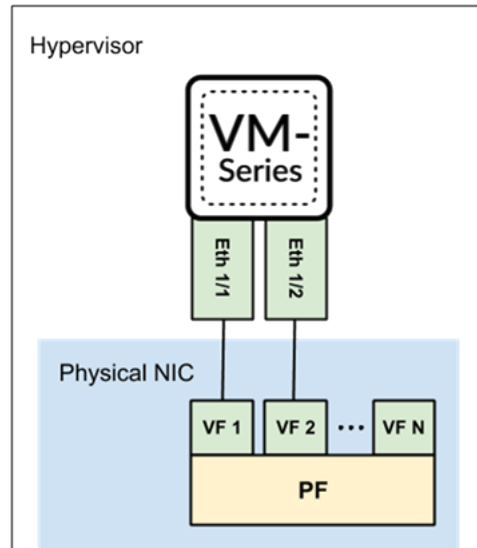 Hypervisor
VM-
Series
Eth 1/1
Eth 1/2
Physical NIC
VF 1
VF 2
...
VF N
PF